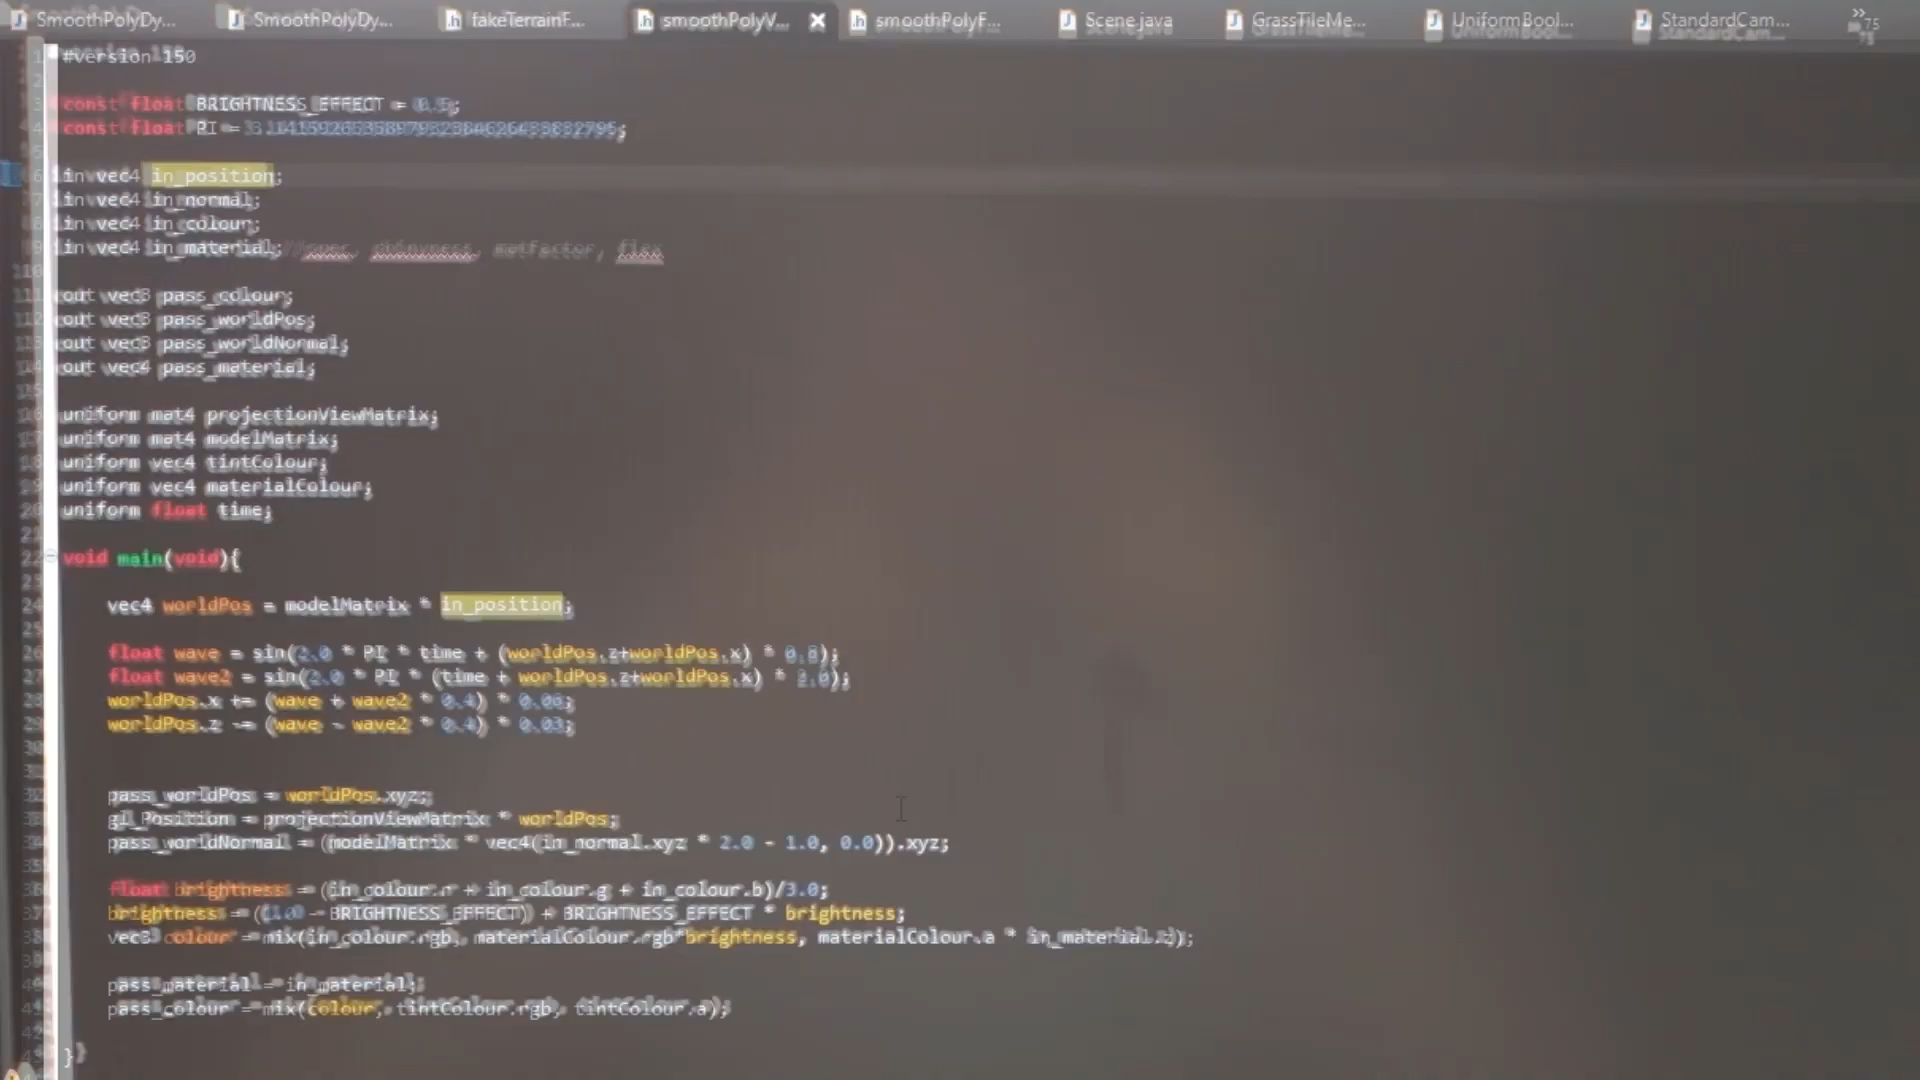 SmoothPolyDy... SmoothPolyDy... fakeTerrainF... smoothPolyV... smoothPolyF... Scene.java GrassTileMe... UniformBool... UniformBool... StandardCam... 75
#version 150
const float BRIGHTNESS_EFFECT = 0.5;
const float PI = 3.1415926535897932384626433832795;
in vec4 in_position;
in vec4 in_normal;
in vec4 in_colour;
in vec4 in_material; matfactor, flex
out vec3 pass_colour;
out vec3 pass_worldPos;
out vec3 pass_worldNormal;
out vec4 pass_material;
uniform mat4 projectionViewMatrix;
uniform mat4 modelMatrix;
uniform vec4 tintColour;
uniform vec4 materialColour;
uniform float time;
void main(void){
vec4 worldPos = modelMatrix * in_position;
float wave = sin(2.0 * PI * time + (worldPos.z+worldPos.x) * 0.8);
float wave2 = sin(2.0 * PI * (time + worldPos.z+worldPos.x) * 2.0);
worldPos.x += (wave + wave2 * 0.4) * 0.06;
worldPos.z -= (wave - wave2 * 0.4) * 0.03;
pass_worldPos = worldPos.xyz;
gl_Position = projectionViewMatrix * worldPos;
pass_worldNormal = (modelMatrix * vec4(in_normal.xyz * 2.0 - 1.0, 0.0)).xyz;
float brightness = (in_colour.r + in_colour.g + in_colour.b)/3.0;
brightness = (1.0 - BRIGHTNESS_EFFECT) + BRIGHTNESS_EFFECT * brightness;
vec3 colour = mix(in_colour.rgb, materialColour.rgb*brightness, materialColour.a * in_material.z);
pass_material = in_material;
pass_colour = mix(colour, tintColour.rgb, tintColour.a);
}